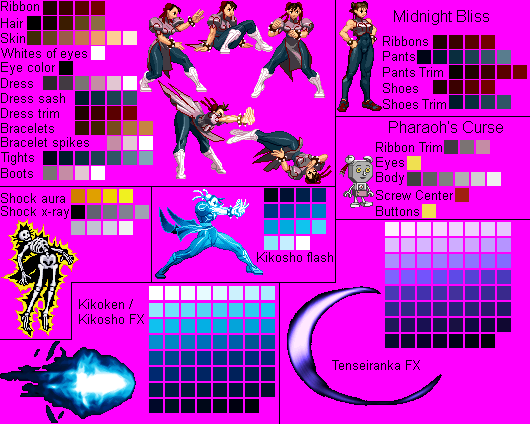 Ribbon
Hair
Skin
Whites of eyes
Eye color
Dress
Dress sash
Dress trim
Bracelets
Bracelet spikes
Tights
Boots
Midnight Bliss
Ribbons
Pants
Pants Trim
Shoes
Shoes Trim
Pharaoh's Curse
Ribbon Trim
Eyes
Body
Screw Center
Buttons
Shock aura
Shock x-ray
Kikosho flash
Kikoken /
Kikosho FX
Tenseiranka FX